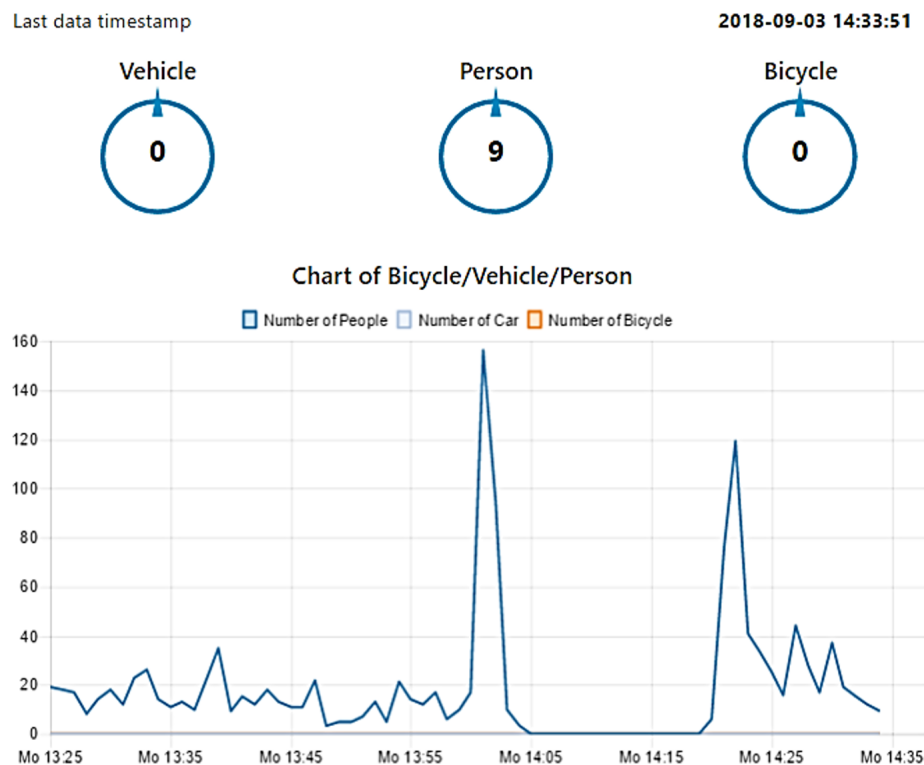 Last data timestamp 2018-09-03 14:33:51
Vehicle Person Bicycle
0 9 0
Chart of Bicycle/Vehicle/Person
Number of People Number of Car Number of Bicycle
160
140
120
100
80
60
40
20
0
Mo 13:25 Mo 13:35 Mo 13:45 Mo 13:55 Mo 14:05 Mo 14:15 Mo 14:25 Mo 14:35